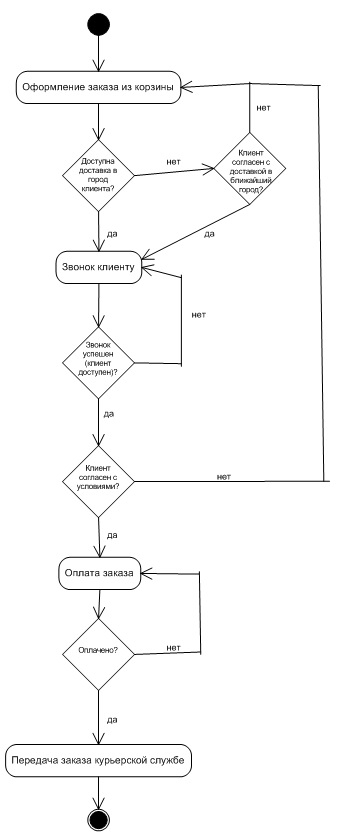 Оформление заказа из корзины
нет
Доступна
доставка в
город
клиента?
нет
Клиент
согласен с
доставкой в
ближайший
город?
да
да
Звонок клиенту
нет
Звонок
успешен
(клиент
доступен)?
да
Клиент
согласен с
условиями?
нет
да
Оплата заказа
Оплачено?
нет
да
Передача заказа курьерской службе